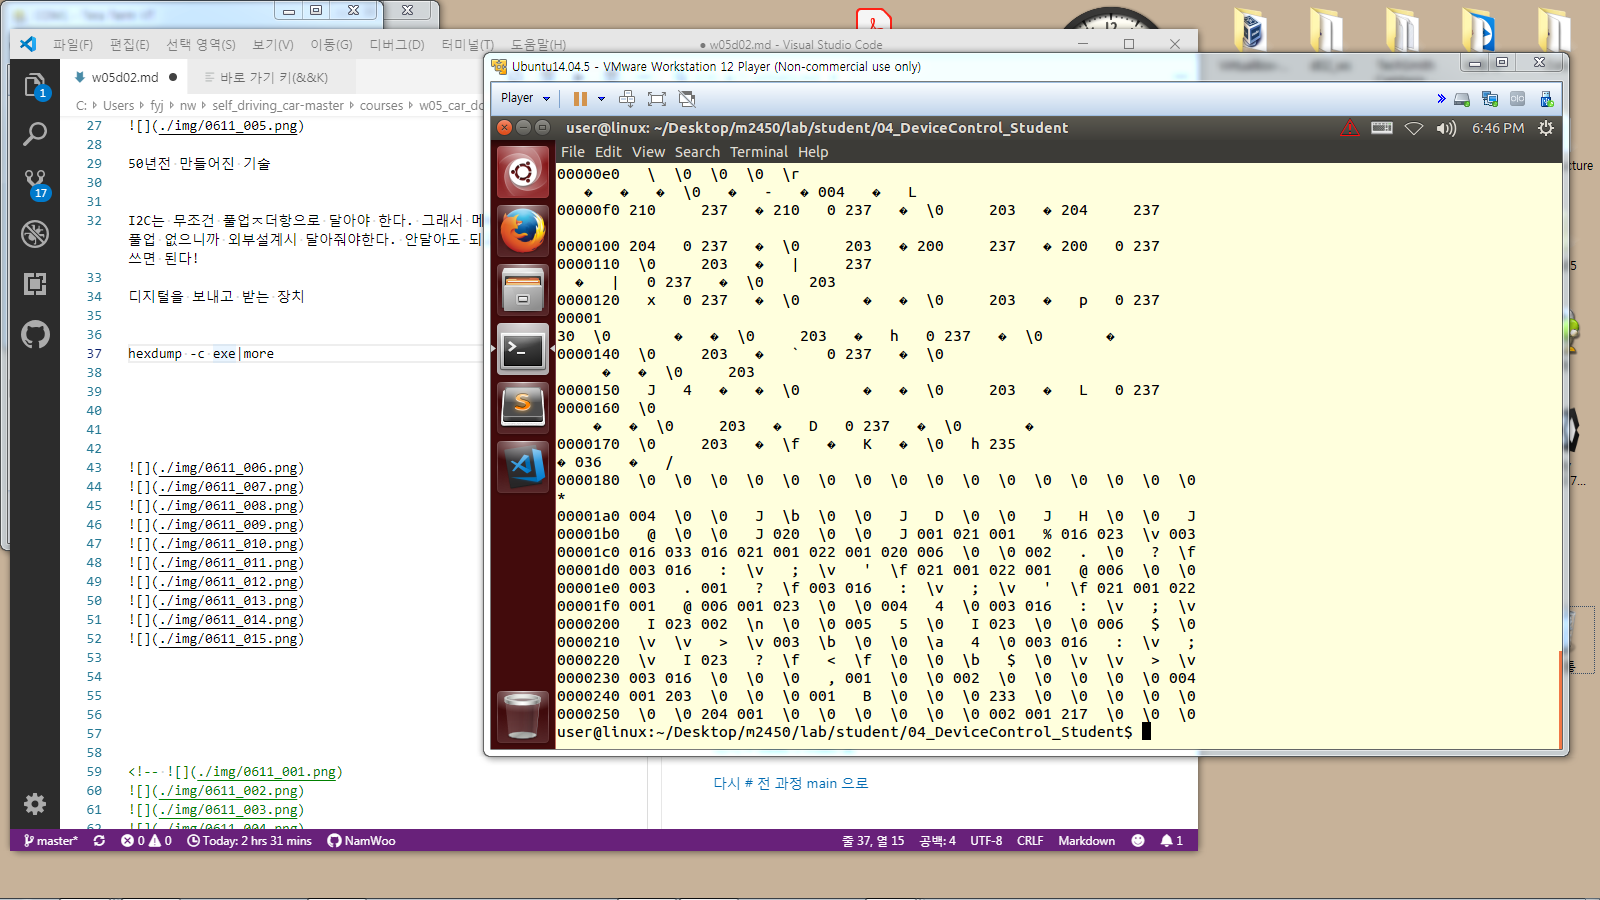 파일(F) 편집(E) 선택 영역(S) 보기(V) 이동(G) 디버그(D) 터미널(T) 도움말(H)
● w05d02.md - Visual Studio Code
w05d02.md ●
바로 가기 키(&&K)
C: > Users > fyj > nw > self_driving_car-master > courses > w05_car_dc
27 ![](./img/0611_005.png)
28
29 50년전 만들어진 기술
30
31
32 I2C는 무조건 풀업ㅈ더항으로 달아야 한다. 그래서 메
풀업 없으니까 외부설계시 달아줘야한다. 안달아도 되
쓰면 된다!
33
34 디지털을 보내고 받는 장치
35
36
37 hexdump -c exe|more
38
39
40
41
42
43 ![](./img/0611_006.png)
44 ![](./img/0611_007.png)
45 ![](./img/0611_008.png)
46 ![](./img/0611_009.png)
47 ![](./img/0611_010.png)
48 ![](./img/0611_011.png)
49 ![](./img/0611_012.png)
50 ![](./img/0611_013.png)
51 ![](./img/0611_014.png)
52 ![](./img/0611_015.png)
53
54
55
56
57
58
59 <!-- ![](./img/0611_001.png)
60 ![](./img/0611_002.png)
61 ![](./img/0611_003.png)
62 ![](./img/0611_004.png)
1
17
다시 # 전 과정 main 으로
master* 0 0 Today: 2 hrs 31 mins NamWoo 줄 37, 열 15 공백: 4 UTF-8 CRLF Markdown 1
Ubuntu14.04.5 - VMware Workstation 12 Player (Non-commercial use only)
Player
user@linux: ~/Desktop/m2450/lab/student/04_DeviceControl_Student
6:46 PM
File Edit View Search Terminal Help
00000e0 \ \0 \0 \0 \r
� � � \0 � - � 004 � L
00000f0 210 237 � 210 0 237 � \0 203 � 204 237
0000100 204 0 237 � \0 203 � 200 237 � 200 0 237
0000110 \0 203 � | 237
� | 0 237 � \0 203
0000120 x 0 237 � \0 � � \0 203 � p 0 237
00001
30 \0 � � \0 203 � h 0 237 � \0 �
0000140 \0 203 � ` 0 237 � \0
� � \0 203
0000150 J 4 � � \0 � � \0 203 � L 0 237
0000160 \0
� � \0 203 � D 0 237 � \0 �
0000170 \0 203 � \f � K � \0 h 235
� 036 � /
0000180 \0 \0 \0 \0 \0 \0 \0 \0 \0 \0 \0 \0 \0 \0 \0 \0
*
00001a0 004 \0 \0 J \b \0 \0 J D \0 \0 J H \0 \0 J
00001b0 @ \0 \0 J 020 \0 \0 J 001 021 001 % 016 023 \v 003
00001c0 016 033 016 021 001 022 001 020 006 \0 \0 002 . \0 ? \f
00001d0 003 016 : \v ; \v ' \f 021 001 022 001 @ 006 \0 \0
00001e0 003 . 001 ? \f 003 016 : \v ; \v ' \f 021 001 022
00001f0 001 @ 006 001 023 \0 \0 004 4 \0 003 016 : \v ; \v
0000200 I 023 002 \n \0 \0 005 5 \0 I 023 \0 \0 006 $ \0
0000210 \v \v > \v 003 \b \0 \0 \a 4 \0 003 016 : \v ;
0000220 \v I 023 ? \f < \f \0 \0 \b $ \0 \v \v > \v
0000230 003 016 \0 \0 \0 , 001 \0 \0 002 \0 \0 \0 \0 \0 004
0000240 001 203 \0 \0 \0 001 B \0 \0 \0 233 \0 \0 \0 \0 \0
0000250 \0 \0 204 001 \0 \0 \0 \0 \0 \0 002 001 217 \0 \0 \0
user@linux:~/Desktop/m2450/lab/student/04_DeviceControl_Student$